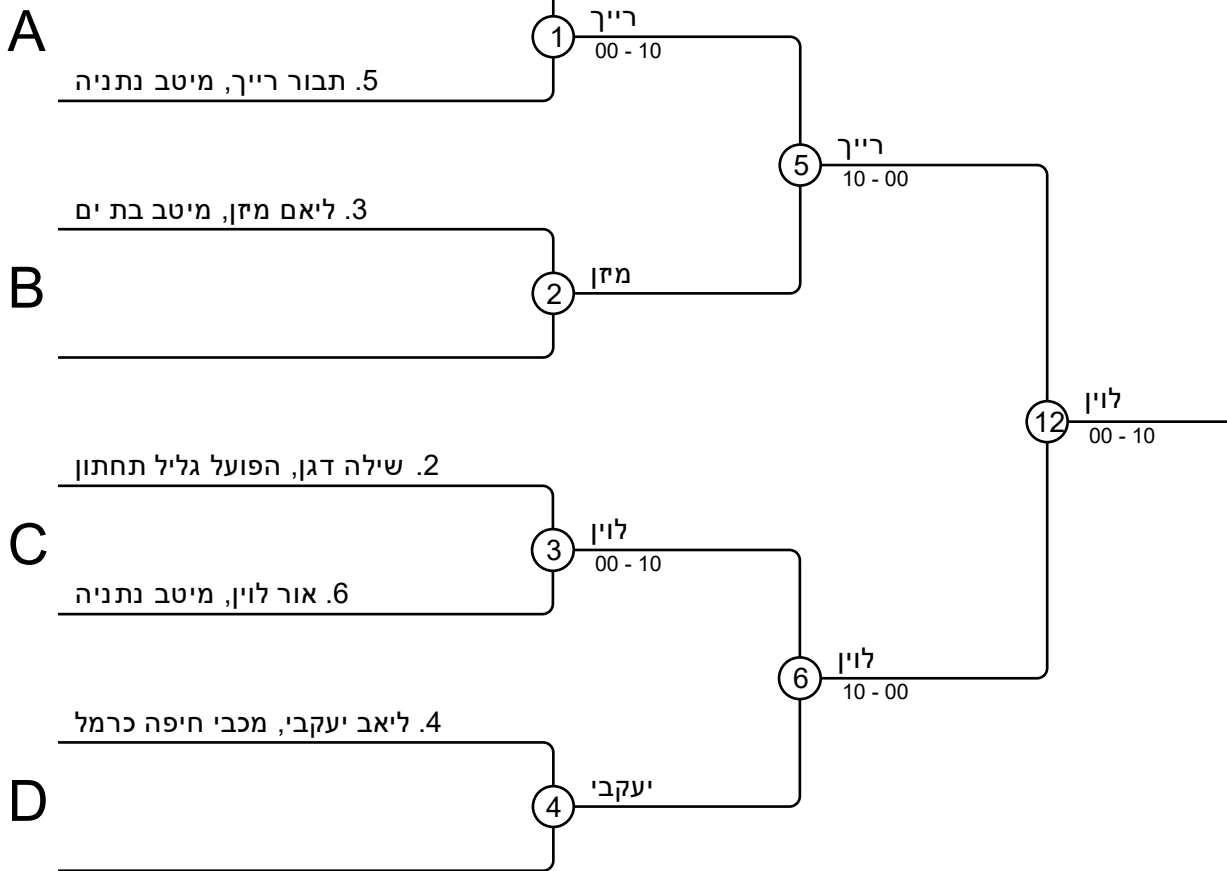 A
1
רייך
00 - 10
5. תבור רייך, מיטב נתניה
5
רייך
10 - 00
3. ליאם מיזן, מיטב בת ים
B
2
מיזן
12
לוין
00 - 10
2. שילה דגן, הפועל גליל תחתון
C
3
לוין
00 - 10
6. אור לוין, מיטב נתניה
6
לוין
10 - 00
4. ליאב יעקבי, מכבי חיפה כרמל
D
4
יעקבי